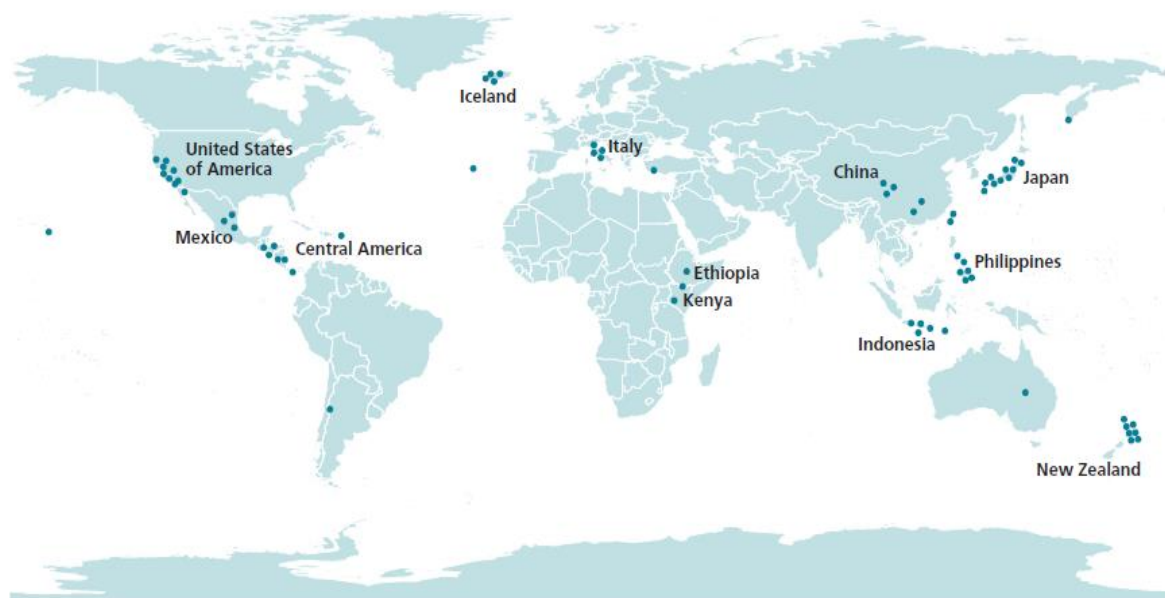 Iceland
United States
of America
Italy
China
Japan
Mexico
Central America
Ethiopia
Philippines
Kenya
Indonesia
New Zealand